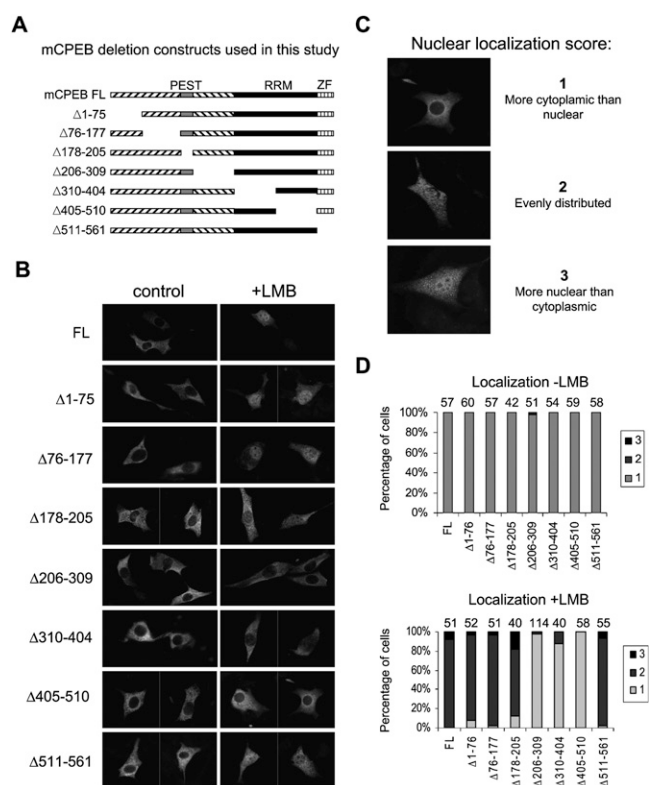 A
mCPEB deletion constructs used in this study
PEST RRM ZF
mCPEB FL
Δ1-75
Δ76-177
Δ178-205
Δ206-309
Δ310-404
Δ405-510
Δ511-561
B
control +LMB
FL
Δ1-75
Δ76-177
Δ178-205
Δ206-309
Δ310-404
Δ405-510
Δ511-561
C
Nuclear localization score:
1
More cytoplamic than
nuclear
2
Evenly distributed
3
More nuclear than
cytoplasmic
D
Localization -LMB
57 60 57 42 51 54 59 58
Percentage of cells
100%
80%
60%
40%
20%
0%
FL
Δ1-76
Δ76-177
Δ178-205
Δ206-309
Δ310-404
Δ405-510
Δ511-561
3
2
1
Localization +LMB
51 52 51 40 114 40 58 55
Percentage of cells
100%
80%
60%
40%
20%
0%
FL
Δ1-76
Δ76-177
Δ178-205
Δ206-309
Δ310-404
Δ405-510
Δ511-561
3
2
1